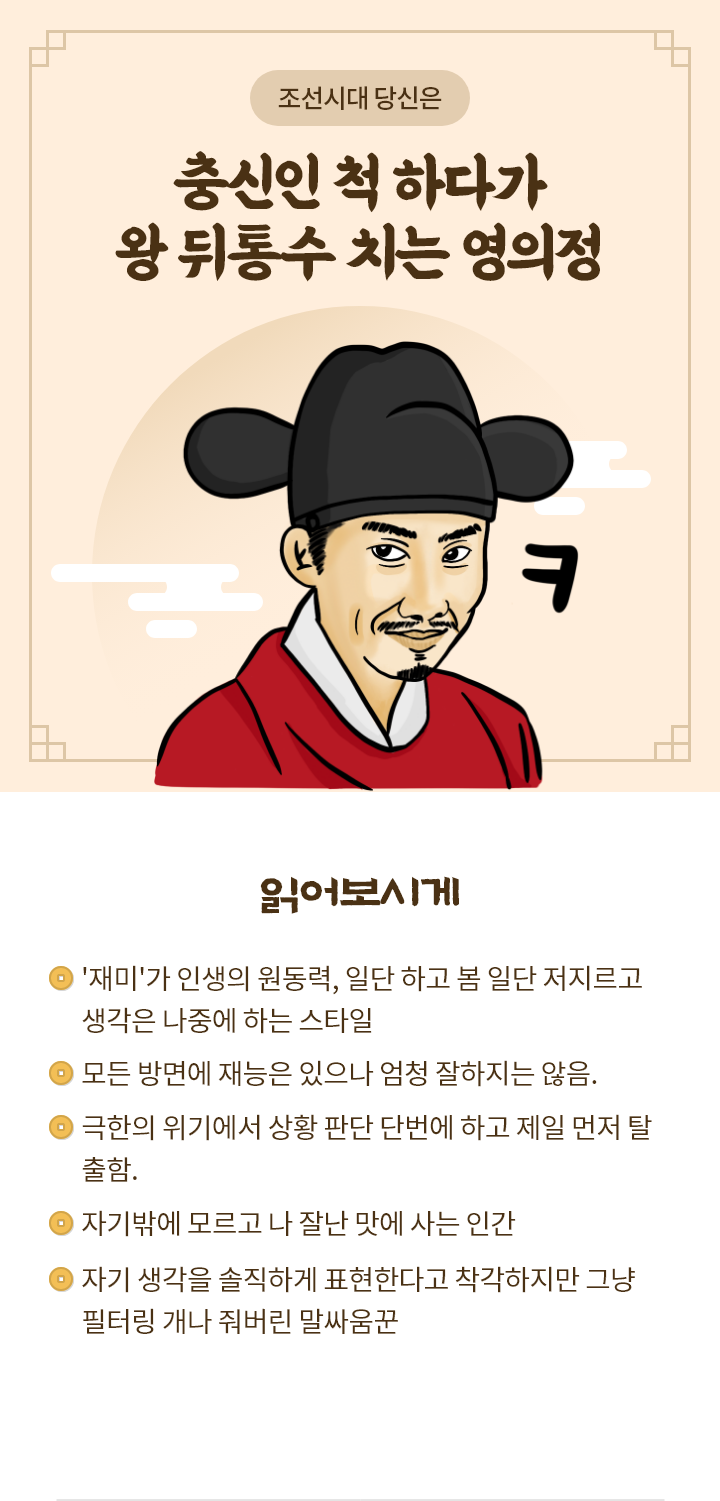 조선시대 당신은
충신인 척 하다가
왕 뒤통수 치는 영의정
ㅋ
읽어보시게
'재미'가 인생의 원동력, 일단 하고 봄 일단 저지르고
생각은 나중에 하는 스타일
모든 방면에 재능은 있으나 엄청 잘하지는 않음.
극한의 위기에서 상황 판단 단번에 하고 제일 먼저 탈
출함.
자기밖에 모르고 나 잘난 맛에 사는 인간
자기 생각을 솔직하게 표현한다고 착각하지만 그냥
필터링 개나 줘버린 말싸움꾼